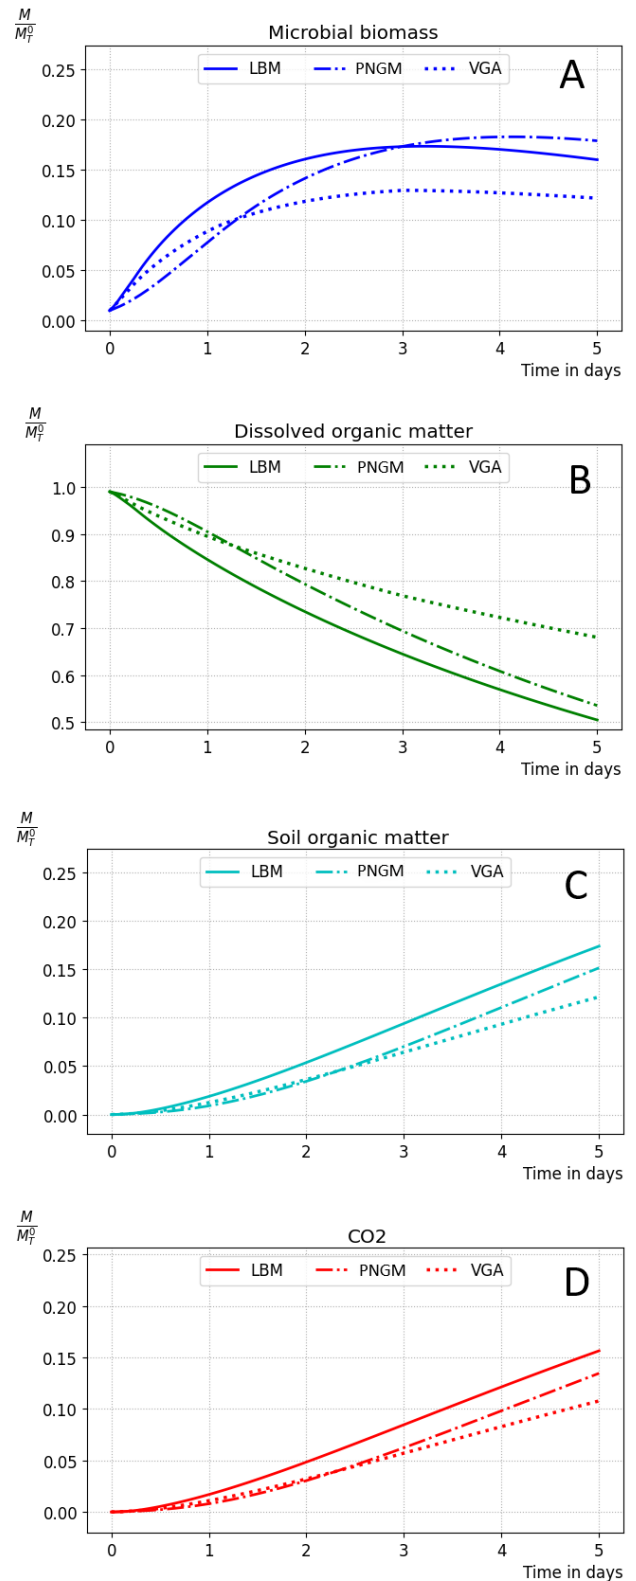 M
M_T^0
Microbial biomass
LBM PNGM VGA
A
0.25
0.20
0.15
0.10
0.05
0.00
0 1 2 3 4 5
Time in days
M
M_T^0
Dissolved organic matter
LBM PNGM VGA
B
1.0
0.9
0.8
0.7
0.6
0.5
0 1 2 3 4 5
Time in days
M
M_T^0
Soil organic matter
LBM PNGM VGA
C
0.25
0.20
0.15
0.10
0.05
0.00
0 1 2 3 4 5
Time in days
M
M_T^0
CO2
LBM PNGM VGA
D
0.25
0.20
0.15
0.10
0.05
0.00
0 1 2 3 4 5
Time in days